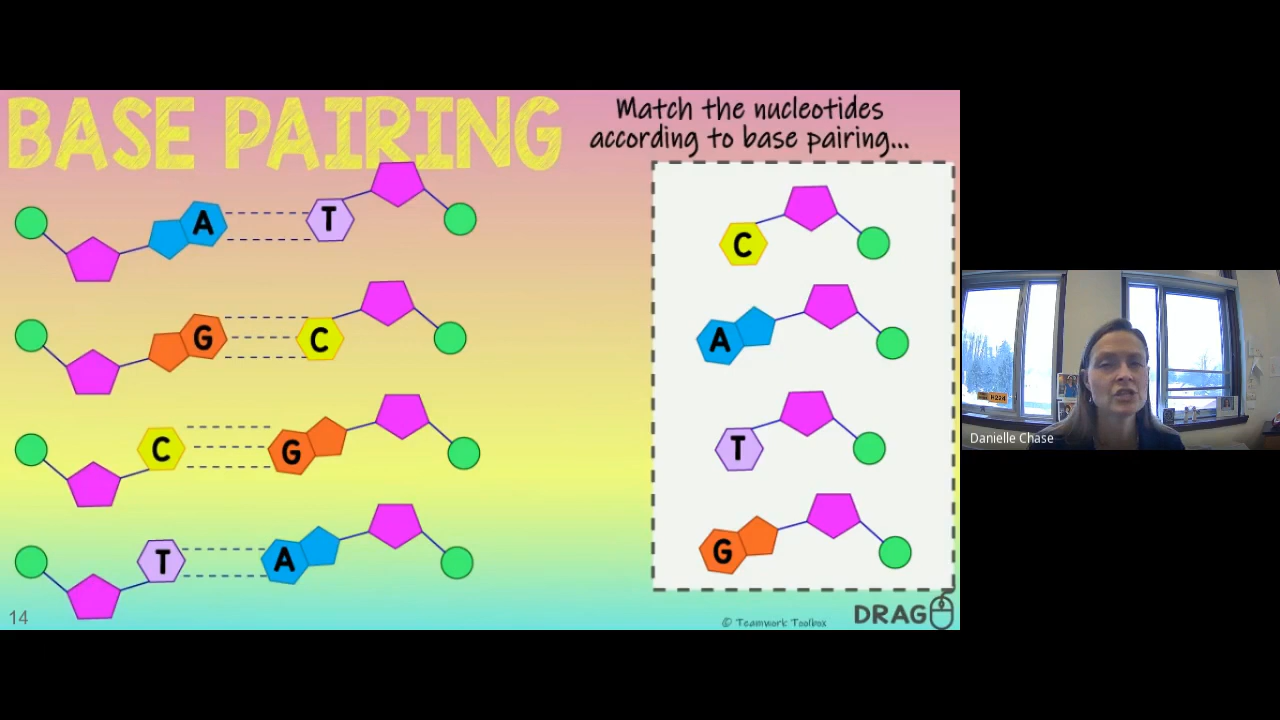 BASE PAIRING
Match the nucleotides
according to base pairing...
A T
G C
C G
T A
C
A
T
G
14
© Teamwork Toolbox
DRAG
Danielle Chase